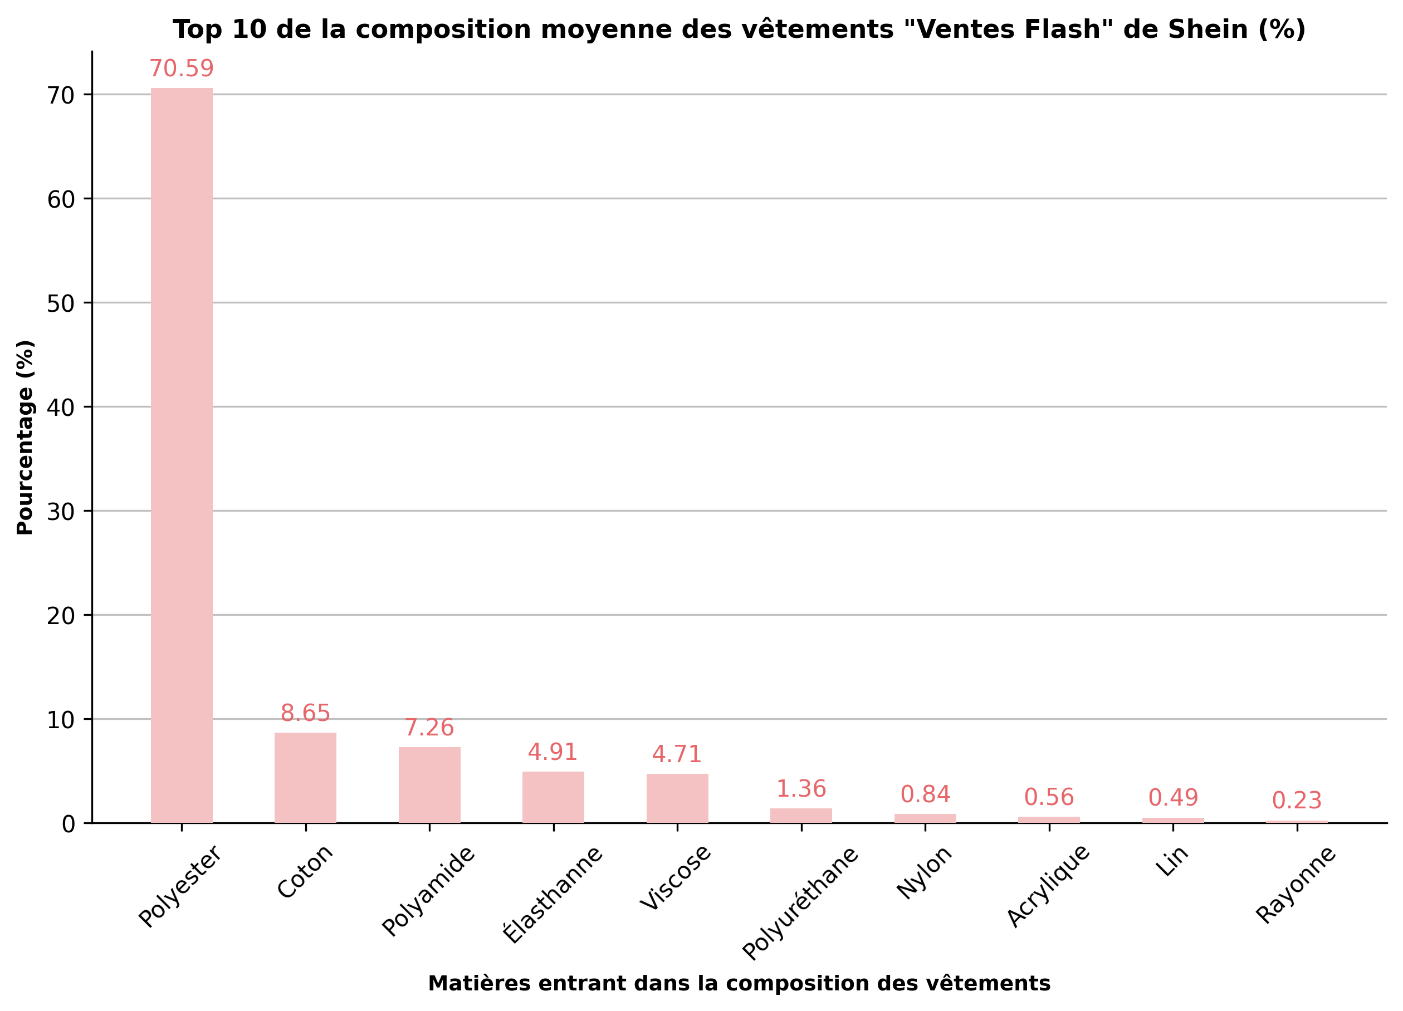 Top 10 de la composition moyenne des vêtements "Ventes Flash" de Shein (%)
Pourcentage (%)
70
60
50
40
30
20
10
0
70.59
8.65
7.26
4.91
4.71
1.36
0.84
0.56
0.49
0.23
Polyester
Coton
Polyamide
Élasthanne
Viscose
Polyuréthane
Nylon
Acrylique
Lin
Rayonne
Matières entrant dans la composition des vêtements